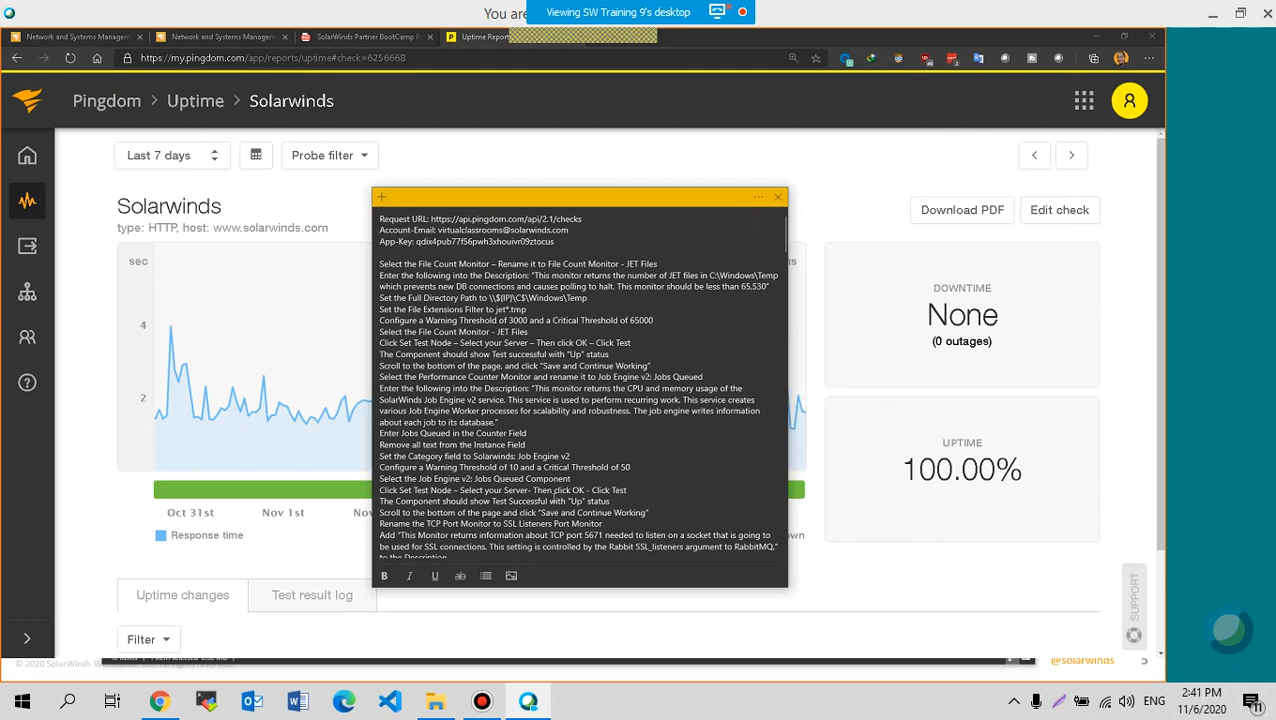 You are
Viewing SW Training 9's desktop
Network and Systems Manage
Network and Systems Manage
SolarWinds Partner BootCamp P
Uptime Repor
https://my.pingdom.com/app/reports/uptime#check=6256668
Pingdom > Uptime > Solarwinds
Last 7 days
Probe filter
Solarwinds
type: HTTP, host: www.solarwinds.com
Download PDF
Edit check
Request URL: https://api.pingdom.com/api/2.1/checks
Account-Email: virtualclassrooms@solarwinds.com
App-Key: qdix4pub77f56pwh3xhouivr09ztocus
Select the File Count Monitor – Rename it to File Count Monitor - JET Files
Enter the following into the Description: "This monitor returns the number of JET files in C:\Windows\Temp
which prevents new DB connections and causes polling to halt. This monitor should be less than 65,530"
Set the Full Directory Path to \\${IP}\C$\Windows\Temp
Set the File Extensions Filter to jet*.tmp
Configure a Warning Threshold of 3000 and a Critical Threshold of 65000
Select the File Count Monitor - JET Files
Click Set Test Node – Select your Server – Then click OK – Click Test
The Component should show Test successful with "Up" status
Scroll to the bottom of the page, and click "Save and Continue Working"
Select the Performance Counter Monitor and rename it to Job Engine v2: Jobs Queued
Enter the following into the Description: "This monitor returns the CPU and memory usage of the
SolarWinds Job Engine v2 service. This service is used to perform recurring work. This service creates
various Job Engine Worker processes for scalability and robustness. The job engine writes information
about each job to its database."
Enter Jobs Queued in the Counter Field
Remove all text from the Instance Field
Set the Category field to Solarwinds: Job Engine v2
Configure a Warning Threshold of 10 and a Critical Threshold of 50
Select the Job Engine v2: Jobs Queued Component
Click Set Test Node – Select your Server- Then click OK - Click Test
The Component should show Test Successful with "Up" status
Scroll to the bottom of the page and click "Save and Continue Working"
Rename the TCP Port Monitor to SSL Listeners Port Monitor
Add "This Monitor returns information about TCP port 5671 needed to listen on a socket that is going to
be used for SSL connections. This setting is controlled by the Rabbit SSL_listeners argument to RabbitMQ,"
to the Description
sec
4
2
DOWNTIME
None
(0 outages)
UPTIME
100.00%
Oct 31st
Nov 1st
Response time
Uptime changes
Test result log
Filter
SUPPORT
© 2020 SolarWinds
@solarwinds
ENG
2:41 PM
11/6/2020